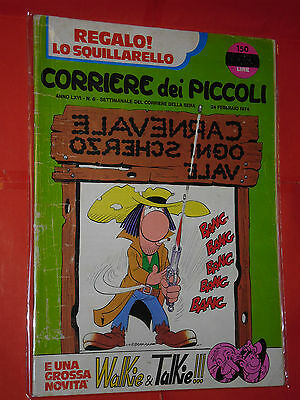 REGALO!
LO SQUILLARELLO
150
LIRE
CORRIERE dei PICCOLI
ANNO LXVI - N. 8 - SETTIMANALE DEL CORRIERE DELLA SERA
24 FEBBRAIO 1974
CARNEVALE
OGNI SCHERZO
VALE
BANG
BANG
BANG
BANG
BANG
E UNA
GROSSA
NOVITÀ
Walkie & Talkie!!!